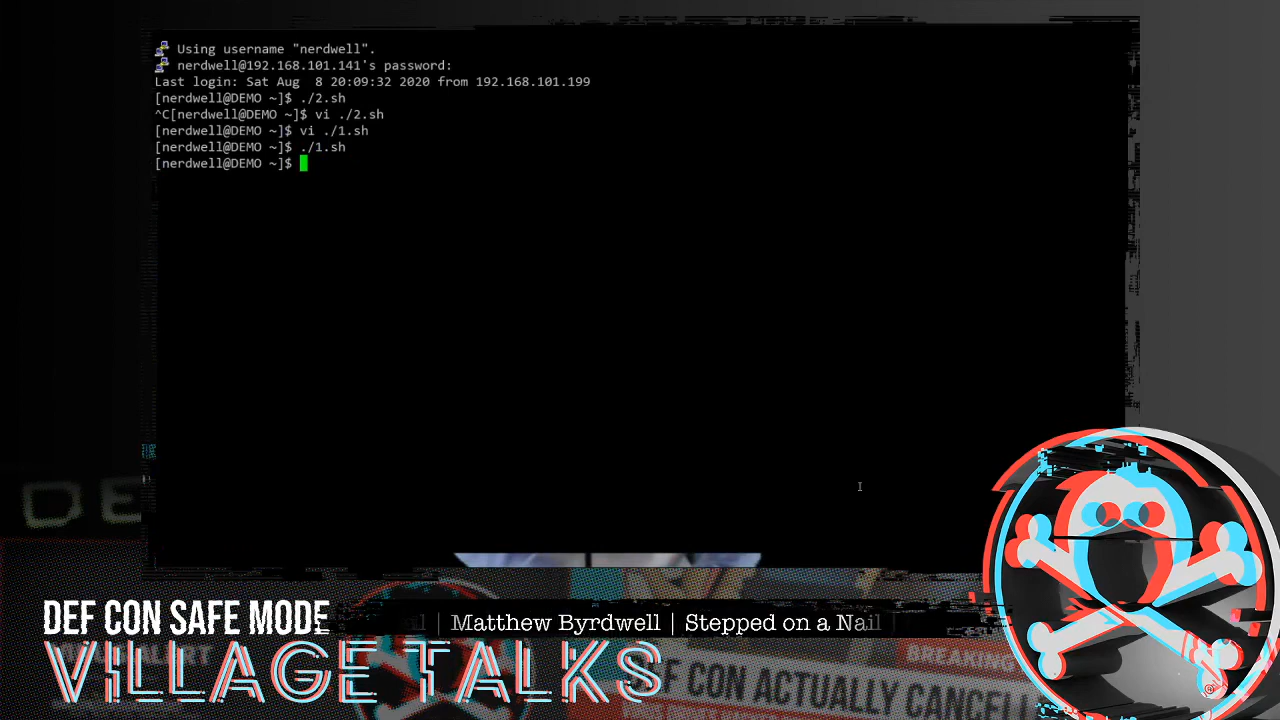 Using username "nerdwell".
nerdwell@192.168.101.141's password:
Last login: Sat Aug  8 20:09:32 2020 from 192.168.101.199
[nerdwell@DEMO ~]$ ./2.sh
^C[nerdwell@DEMO ~]$ vi ./2.sh
[nerdwell@DEMO ~]$ vi ./1.sh
[nerdwell@DEMO ~]$ ./1.sh
[nerdwell@DEMO ~]$
DE
DEF CON SAFE MODE
| Matthew Byrdwell | Stepped on a Nail
VILLAGE TALKS
BREAKING
DEF CON ACTUALLY CANCELL